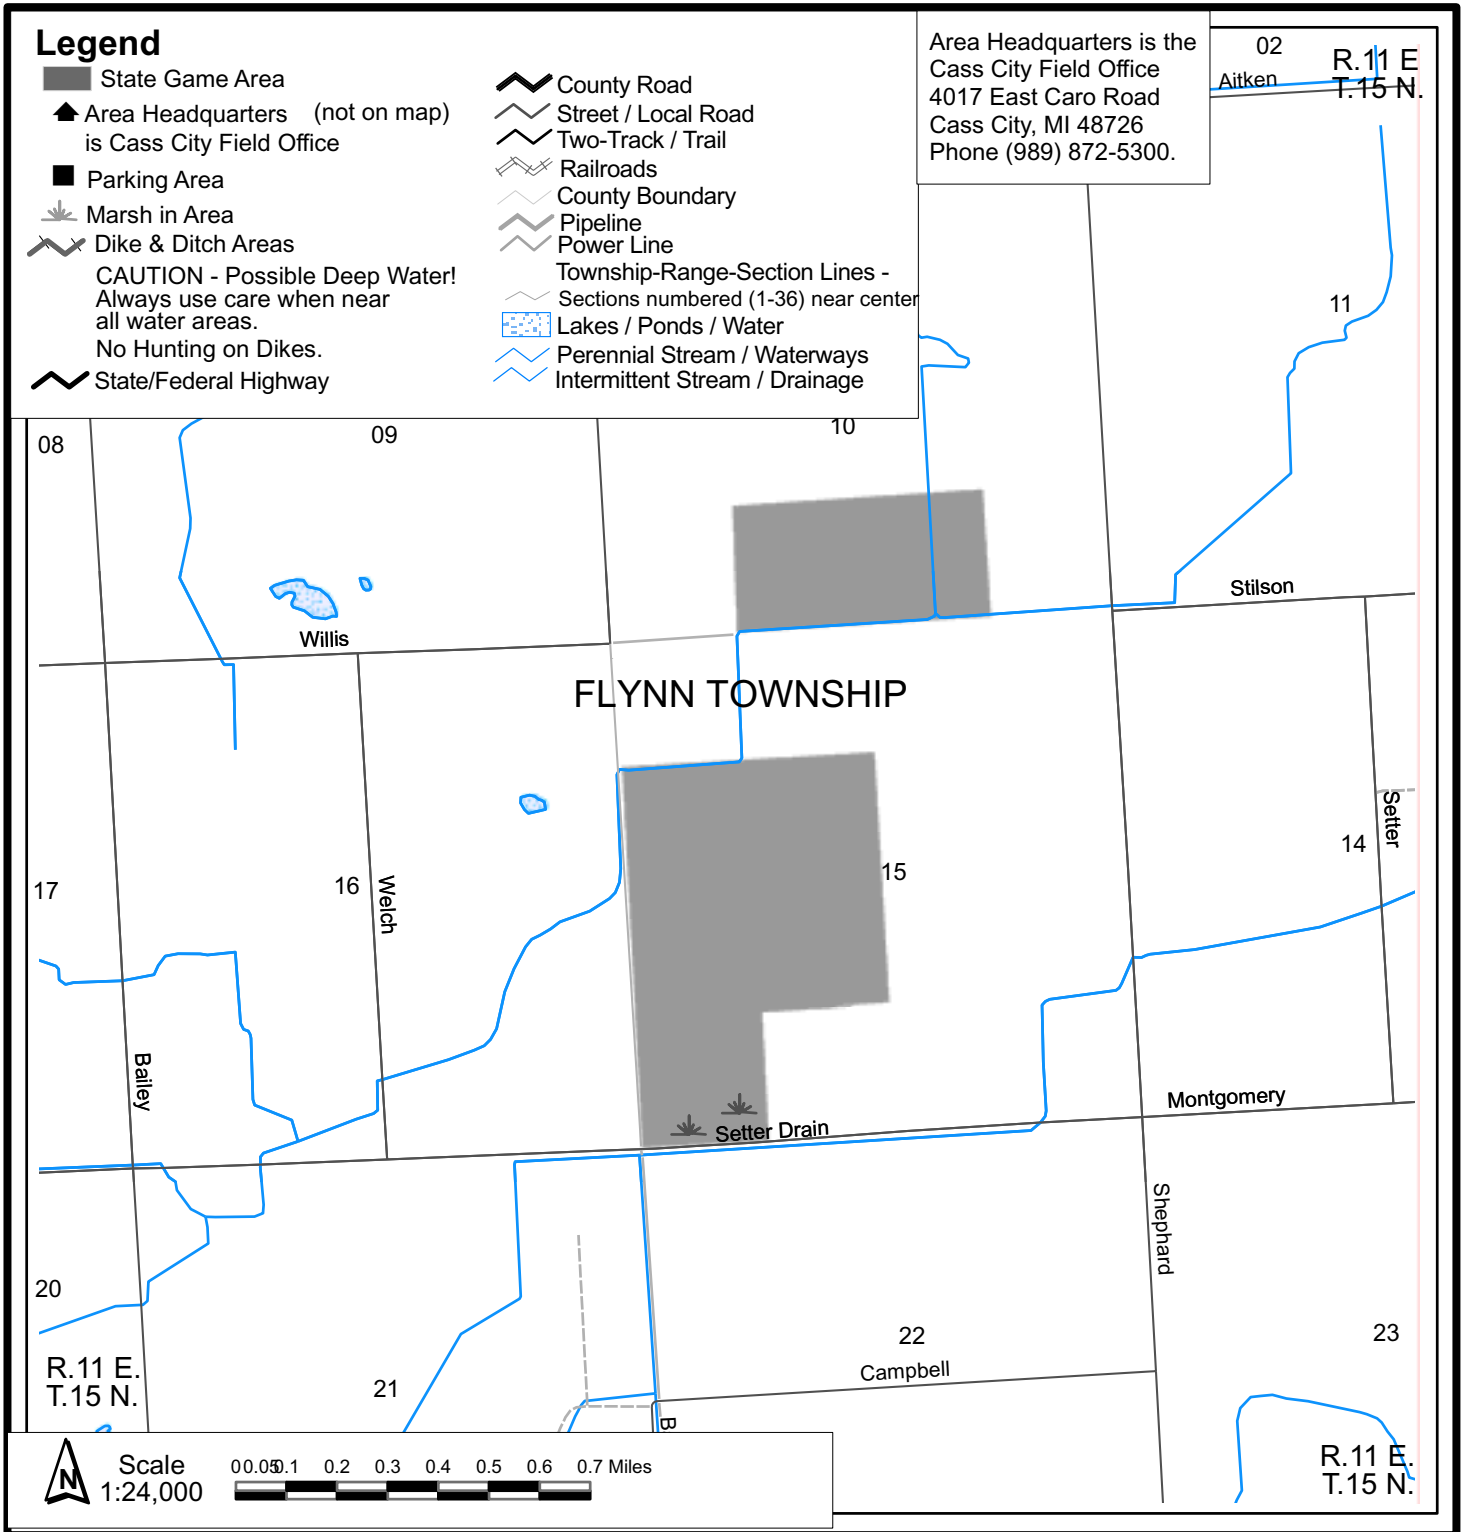 Legend
State Game Area
Area Headquarters (not on map)
is Cass City Field Office
Parking Area
Marsh in Area
Dike & Ditch Areas
CAUTION - Possible Deep Water!
Always use care when near
all water areas.
No Hunting on Dikes.
State/Federal Highway
County Road
Street / Local Road
Two-Track / Trail
Railroads
County Boundary
Pipeline
Power Line
Township-Range-Section Lines -
Sections numbered (1-36) near center
Lakes / Ponds / Water
Perennial Stream / Waterways
Intermittent Stream / Drainage
Area Headquarters is the
Cass City Field Office
4017 East Caro Road
Cass City, MI 48726
Phone (989) 872-5300.
02
Aitken
R.11 E
T.15 N.
11
08
09
10
Stilson
Willis
FLYNN TOWNSHIP
Setter
14
15
16
17
Welch
Bailey
Montgomery
Setter Drain
Shephard
20
22
23
Campbell
21
R.11 E.
T.15 N.
B
R.11 E.
T.15 N.
N
Scale
1:24,000
0 0.05 0.1 0.2 0.3 0.4 0.5 0.6 0.7 Miles